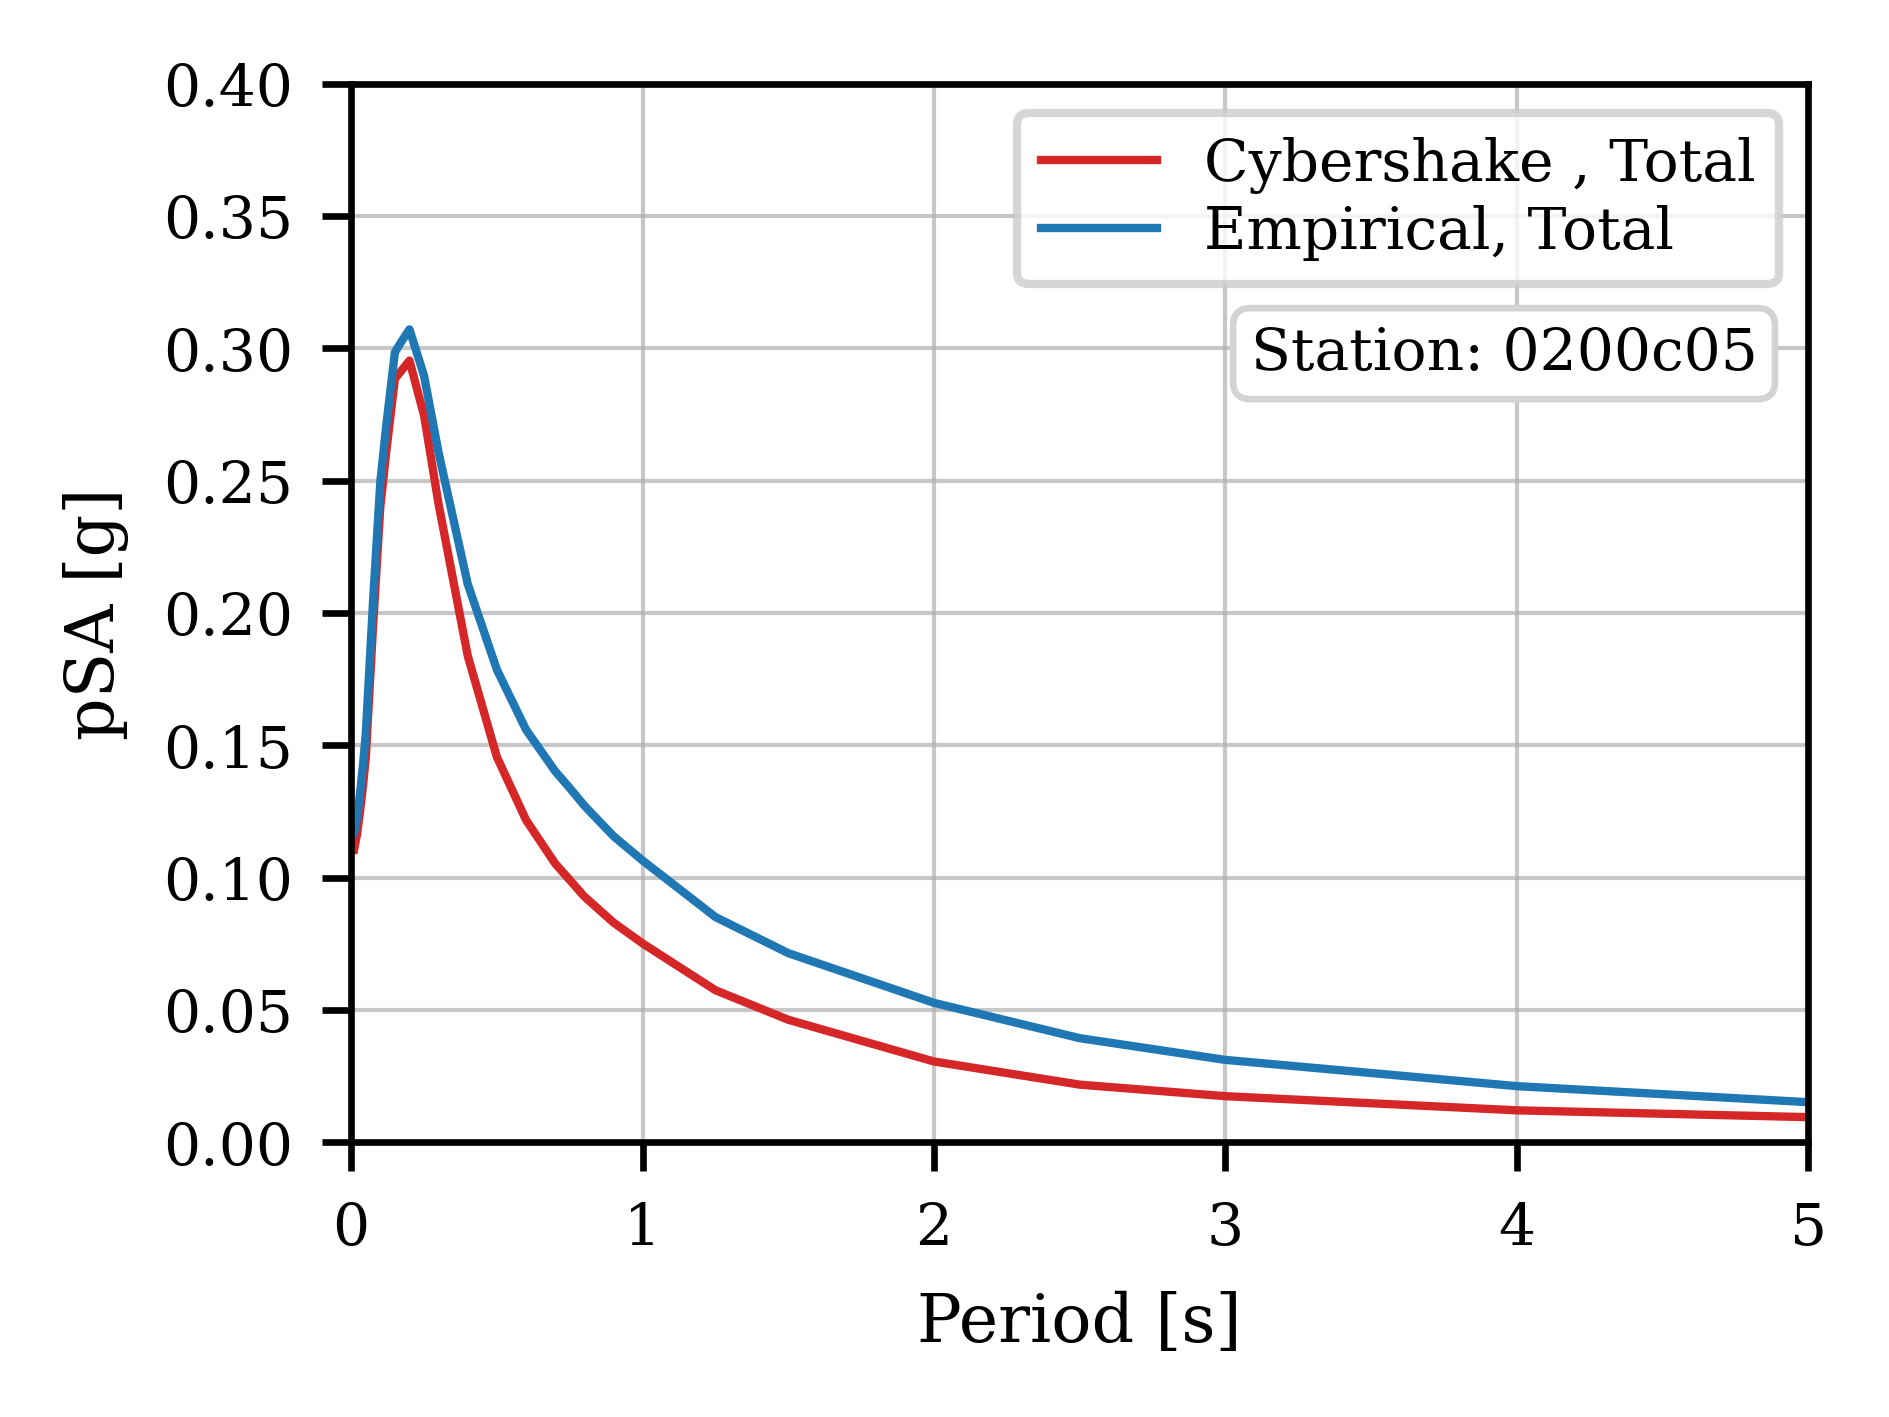 0.40
0.35
0.30
0.25
0.20
0.15
0.10
0.05
0.00
pSA [g]
Cybershake , Total
Empirical, Total
Station: 0200c05
0 1 2 3 4 5
Period [s]